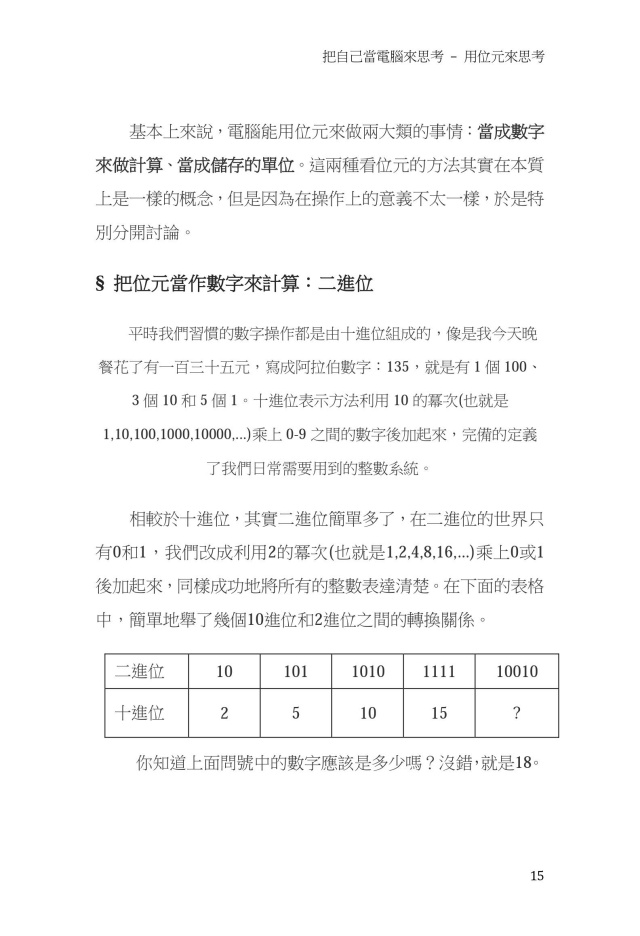 把自己當電腦來思考 – 用位元來思考
基本上來說，電腦能用位元來做兩大類的事情：當成數字
來做計算、當成儲存的單位。這兩種看位元的方法其實在本質
上是一樣的概念，但是因為在操作上的意義不太一樣，於是特
別分開討論。
§ 把位元當作數字來計算：二進位
平時我們習慣的數字操作都是由十進位組成的，像是我今天晚
餐花了有一百三十五元，寫成阿拉伯數字：135，就是有 1 個 100、
3 個 10 和 5 個 1。十進位表示方法利用 10 的冪次(也就是
1,10,100,1000,10000,...)乘上 0-9 之間的數字後加起來，完備的定義
了我們日常需要用到的整數系統。
相較於十進位，其實二進位簡單多了，在二進位的世界只
有0和1，我們改成利用2的冪次(也就是1,2,4,8,16,...)乘上0或1
後加起來，同樣成功地將所有的整數表達清楚。在下面的表格
中，簡單地舉了幾個10進位和2進位之間的轉換關係。
二進位 10 101 1010 1111 10010
十進位 2 5 10 15 ?
你知道上面問號中的數字應該是多少嗎？沒錯，就是18。
15